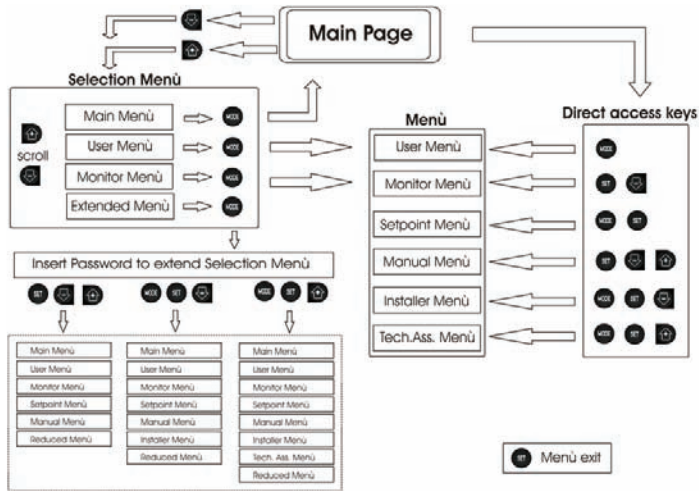 Main Page
Selection Menù
Main Menù MODE
User Menù MODE
scroll
Monitor Menù MODE
Extended Menù MODE
Insert Password to extend Selection Menù
SET MODE SET MODE SET
Main Menù
User Menù
Monitor Menù
Setpoint Menù
Manual Menù
Reduced Menù
Main Menù
User Menù
Monitor Menù
Setpoint Menù
Manual Menù
Installer Menù
Reduced Menù
Main Menù
User Menù
Monitor Menù
Setpoint Menù
Manual Menù
Installer Menù
Tech. Ass. Menù
Reduced Menù
Menù
User Menù
Monitor Menù
Setpoint Menù
Manual Menù
Installer Menù
Tech.Ass. Menù
Direct access keys
MODE
SET
MODE SET
SET
MODE SET
MODE SET
SET Menù exit